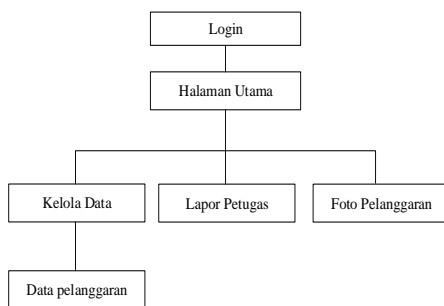 Login
Halaman Utama
Kelola Data
Lapor Petugas
Foto Pelanggaran
Data pelanggaran